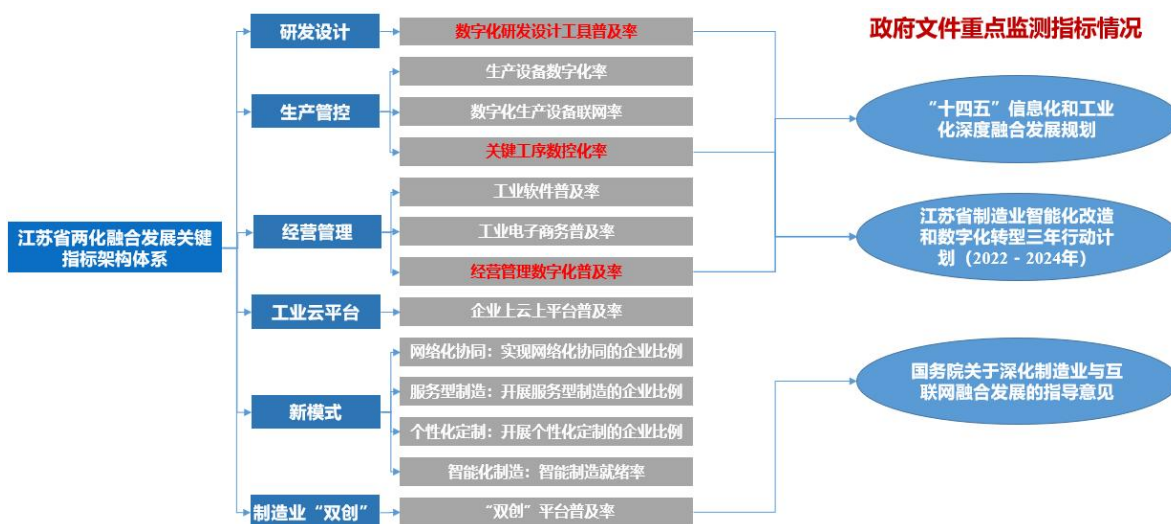 政府文件重点监测指标情况
江苏省两化融合发展关键
指标架构体系
研发设计
数字化研发设计工具普及率
生产管控
生产设备数字化率
数字化生产设备联网率
关键工序数控化率
经营管理
工业软件普及率
工业电子商务普及率
经营管理数字化普及率
工业云平台
企业上云上平台普及率
新模式
网络化协同：实现网络化协同的企业比例
服务型制造：开展服务型制造的企业比例
个性化定制：开展个性化定制的企业比例
智能化制造：智能制造就绪率
制造业“双创”
“双创”平台普及率
“十四五”信息化和工业
化深度融合发展规划
江苏省制造业智能化改造
和数字化转型三年行动计
划（2022 - 2024年）
国务院关于深化制造业与互
联网融合发展的指导意见